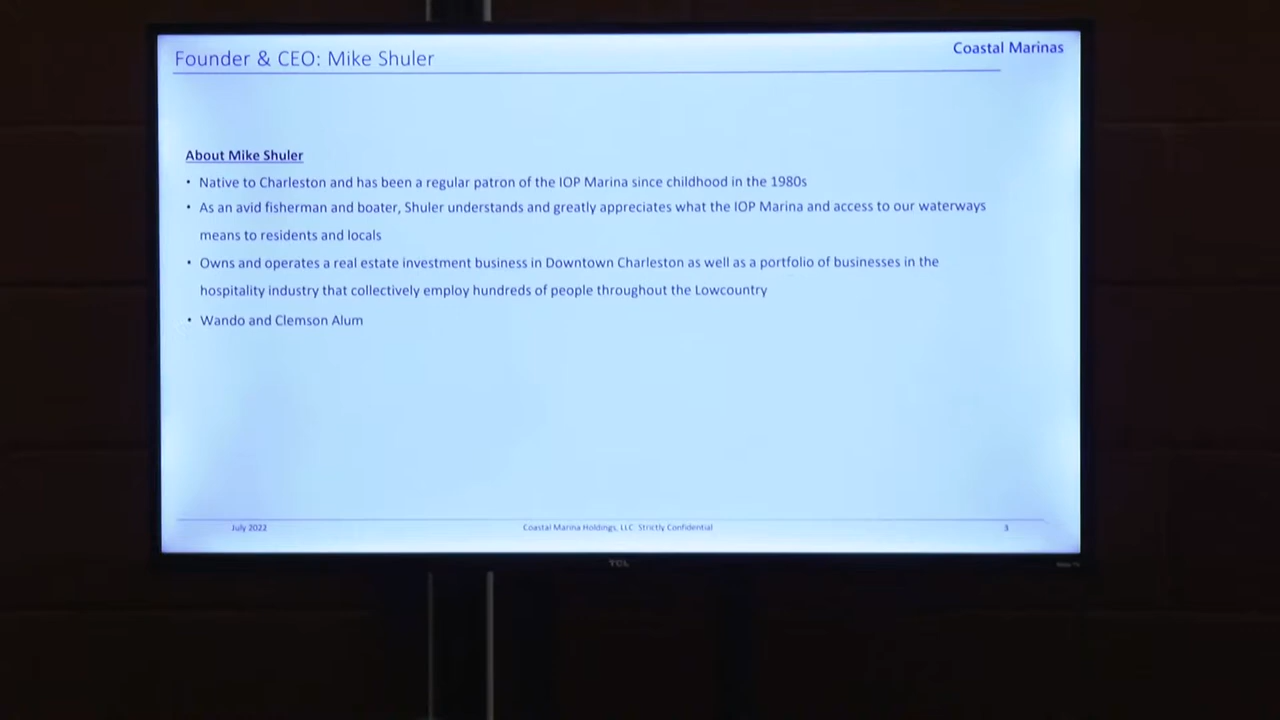 Founder & CEO: Mike Shuler
Coastal Marinas
About Mike Shuler
• Native to Charleston and has been a regular patron of the IOP Marina since childhood in the 1980s
• As an avid fisherman and boater, Shuler understands and greatly appreciates what the IOP Marina and access to our waterways
means to residents and locals
• Owns and operates a real estate investment business in Downtown Charleston as well as a portfolio of businesses in the
hospitality industry that collectively employ hundreds of people throughout the Lowcountry
• Wando and Clemson Alum
July 2022
Coastal Marina Holdings, LLC. Strictly Confidential
3
TCL